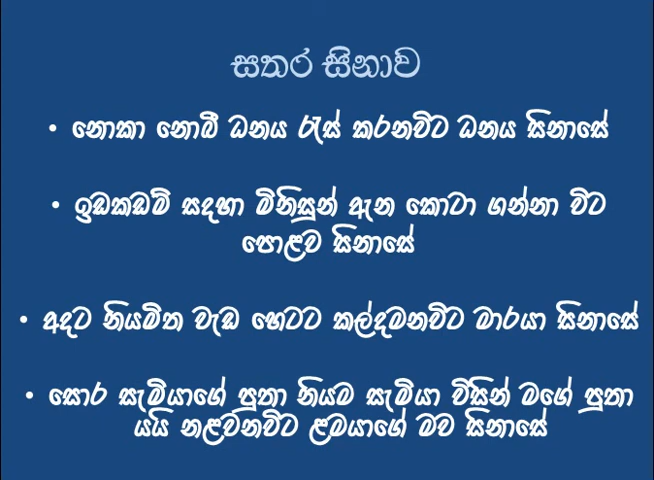 සතර සිනාව
• නොකා නොබී ධනය රැස් කරනවිට ධනය සිනාසේ
• ඉඩකඩම් සදහා මිනිසුන් ඇන කොටා ගන්නා විට
පොළව සිනාසේ
• අදට නියමිත වැඩ හෙටට කල්දමනවිට මාරයා සිනාසේ
• සොර සැමියාගේ පුතා නියම සැමියා විසින් මගේ පුතා
යයි නළවනවිට ළමයාගේ මව සිනාසේ